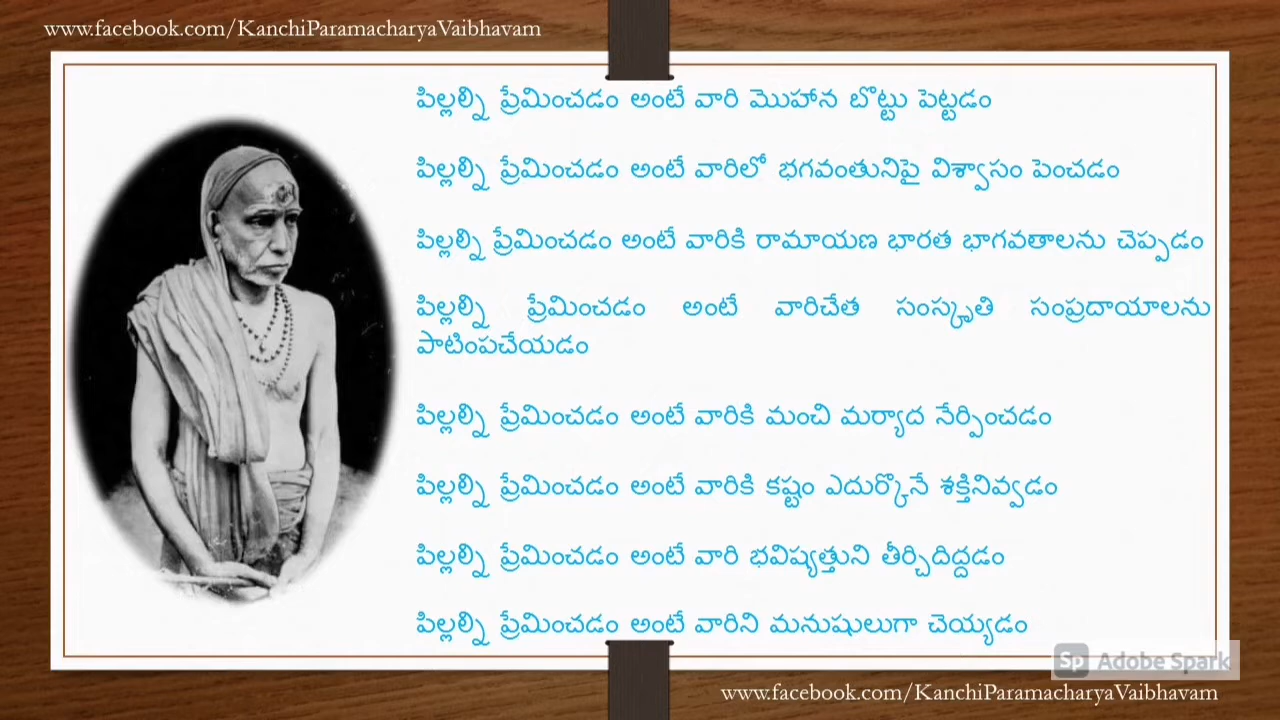 www.facebook.com/KanchiParamacharyaVaibhavam
పిల్లల్ని ప్రేమించడం అంటే వారి మొహాన బొట్టు పెట్టడం
పిల్లల్ని ప్రేమించడం అంటే వారిలో భగవంతునిపై విశ్వాసం పెంచడం
పిల్లల్ని ప్రేమించడం అంటే వారికి రామాయణ భారత భాగవతాలను చెప్పడం
పిల్లల్ని ప్రేమించడం అంటే వారిచేత సంస్కృతి సంప్రదాయాలను
పాటింపచేయడం
పిల్లల్ని ప్రేమించడం అంటే వారికి మంచి మర్యాద నేర్పించడం
పిల్లల్ని ప్రేమించడం అంటే వారికి కష్టం ఎదుర్కొనే శక్తినివ్వడం
పిల్లల్ని ప్రేమించడం అంటే వారి భవిష్యత్తుని తీర్చిదిద్దడం
పిల్లల్ని ప్రేమించడం అంటే వారిని మనుషులుగా చెయ్యడం
Sp Adobe Spark
www.facebook.com/KanchiParamacharyaVaibhavam